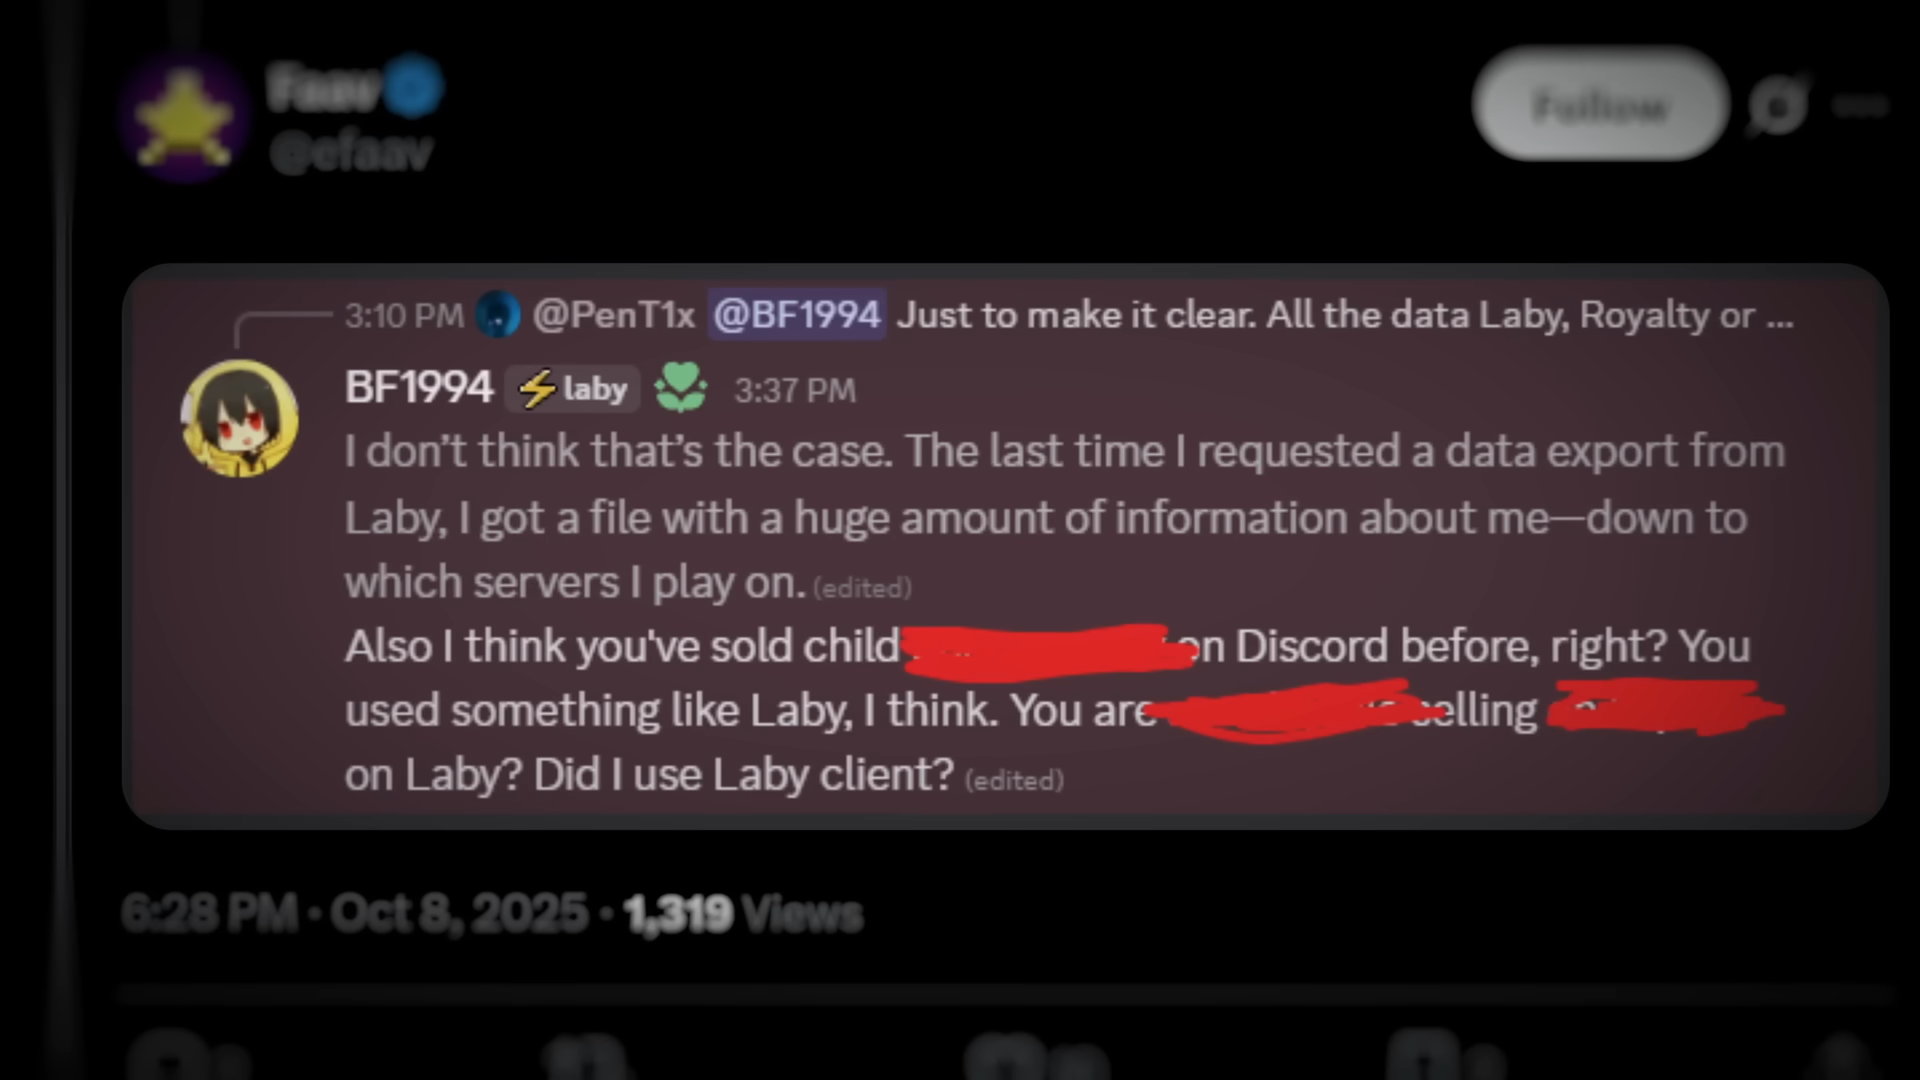 Faav
@efaav
Follow
3:10 PM @PenT1x @BF1994 Just to make it clear. All the data Laby, Royalty or ...
BF1994 laby 3:37 PM
I don't think that's the case. The last time I requested a data export from
Laby, I got a file with a huge amount of information about me—down to
which servers I play on. (edited)
Also I think you've sold child on Discord before, right? You
used something like Laby, I think. You are selling
on Laby? Did I use Laby client? (edited)
6:28 PM · Oct 8, 2025 · 1,319 Views